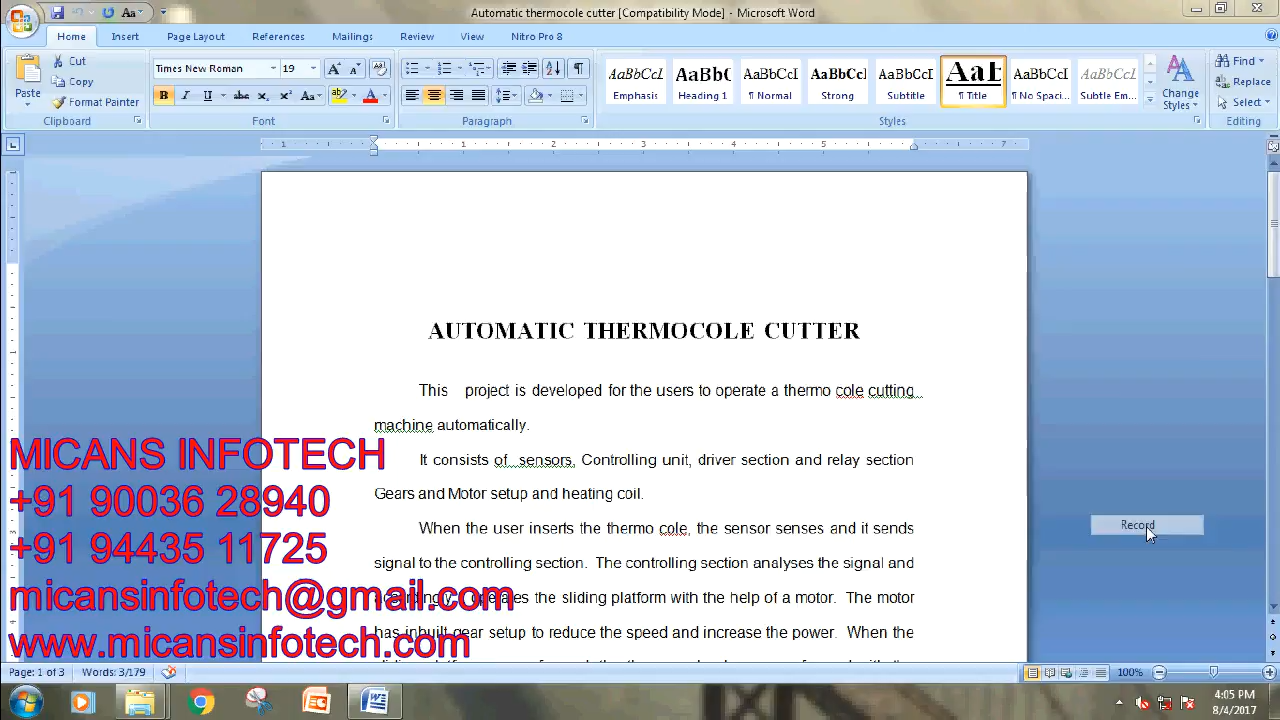 Automatic thermocole cutter [Compatibility Mode] - Microsoft Word
Home Insert Page Layout References Mailings Review View Nitro Pro 8
Paste
Cut
Copy
Format Painter
Clipboard
Times New Roman 19
Font
Paragraph
AaBbCcL AaBbC AaBbCcI AaBbCcl AaBbCcI AaB AaBbCcI AaBbCcL
Emphasis Heading 1 ¶ Normal Strong Subtitle ¶ Title ¶ No Spaci... Subtle Em...
Change Styles
Styles
Find
Replace
Select
Editing
1 1 2 3 4 5 7
AUTOMATIC THERMOCOLE CUTTER
This project is developed for the users to operate a thermo cole cutting
machine automatically.
It consists of sensors, Controlling unit, driver section and relay section
Gears and Motor setup and heating coil.
When the user inserts the thermo cole, the sensor senses and it sends
signal to the controlling section. The controlling section analyses the signal and
the sliding platform with the help of a motor. The motor
has inbuilt gear setup to reduce the speed and increase the power. When the
MICANS INFOTECH
+91 90036 28940
+91 94435 11725
micansinfotech@gmail.com
www.micansinfotech.com
Record
Page: 1 of 3 Words: 3/179 100%
4:05 PM
8/4/2017